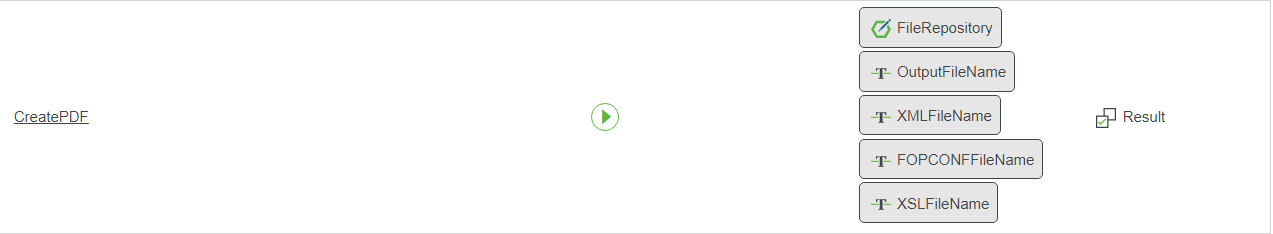 FileRepository
OutputFileName
CreatePDF
XMLFileName
Result
FOPCONFFileName
XSLFileName